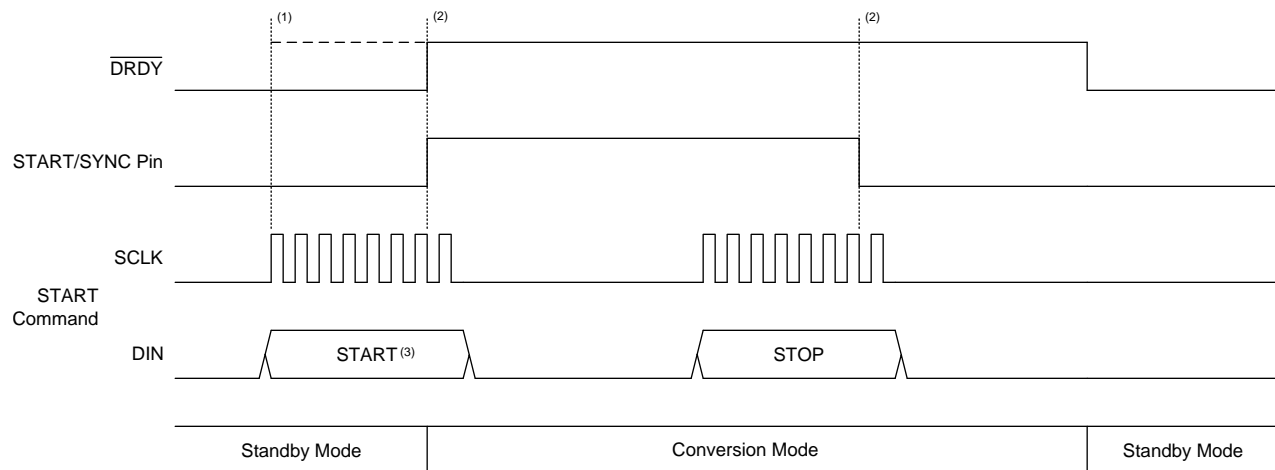 (1)
(2)
(2)
DRDY
START/SYNC Pin
SCLK
START
Command
DIN
START(3)
STOP
Standby Mode
Conversion Mode
Standby Mode